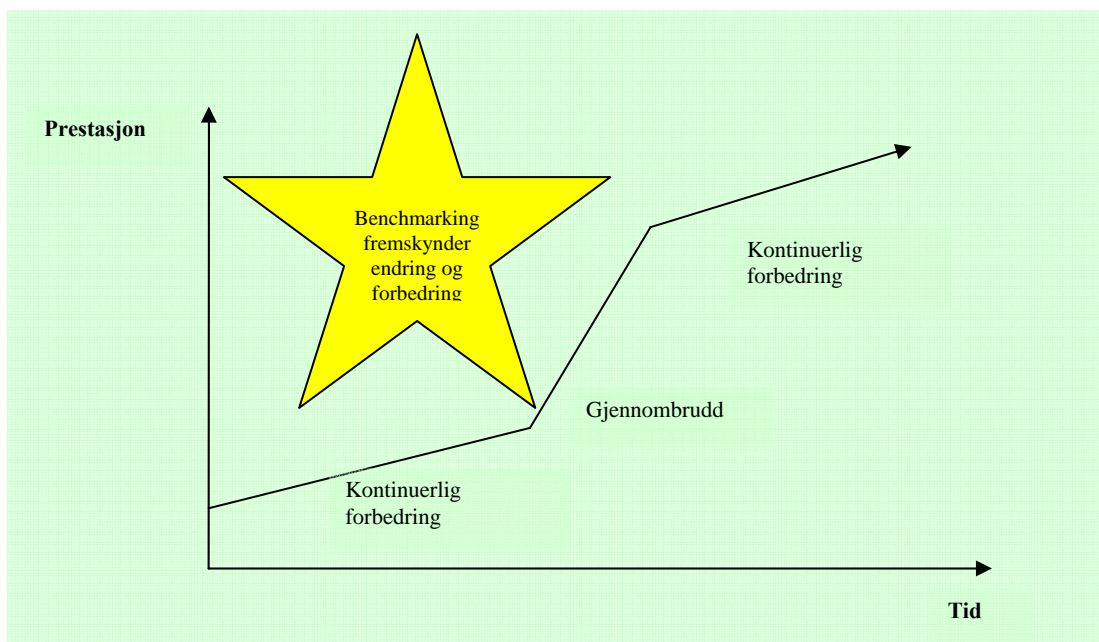 Prestasjon
Benchmarking
fremskynder
endring og
forbedring
Kontinuerlig
forbedring
Gjennombrudd
Kontinuerlig
forbedring
Tid